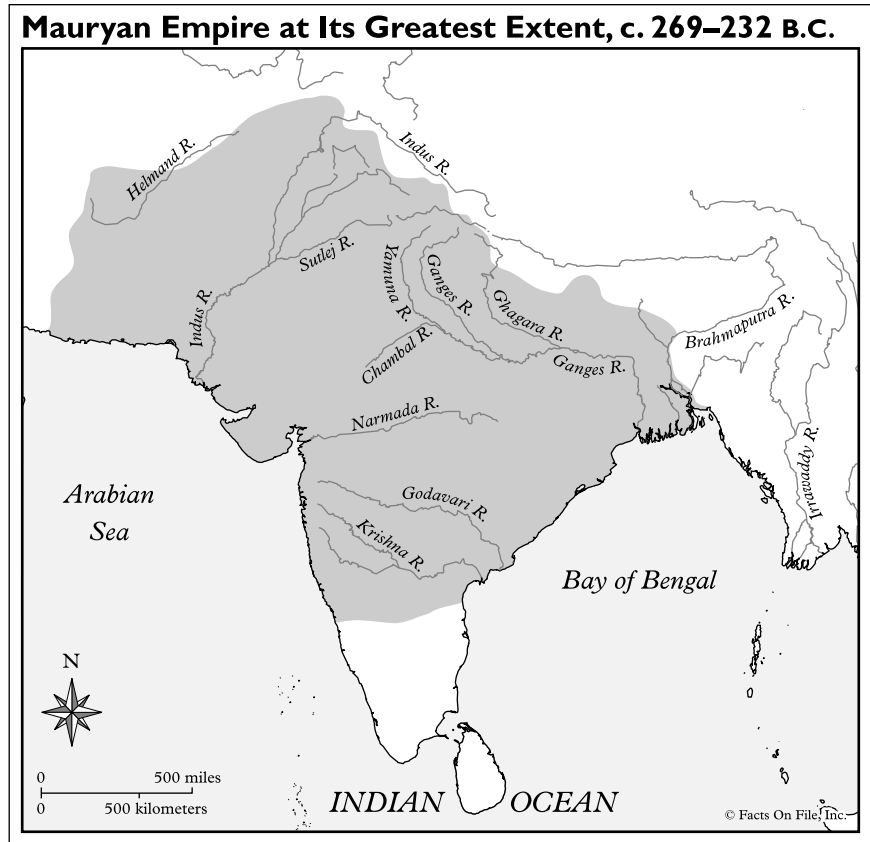 Mauryan Empire at Its Greatest Extent, c. 269–232 B.C.
Helmand R.
Indus R.
Sutlej R.
Indus R.
Yamuna R.
Ganges R.
Ghagara R.
Brahmaputra R.
Chambal R.
Ganges R.
Narmada R.
Irrawaddy R.
Arabian
Sea
Godavari R.
Krishna R.
Bay of Bengal
N
0 500 miles
0 500 kilometers
INDIAN OCEAN
© Facts On File, Inc.